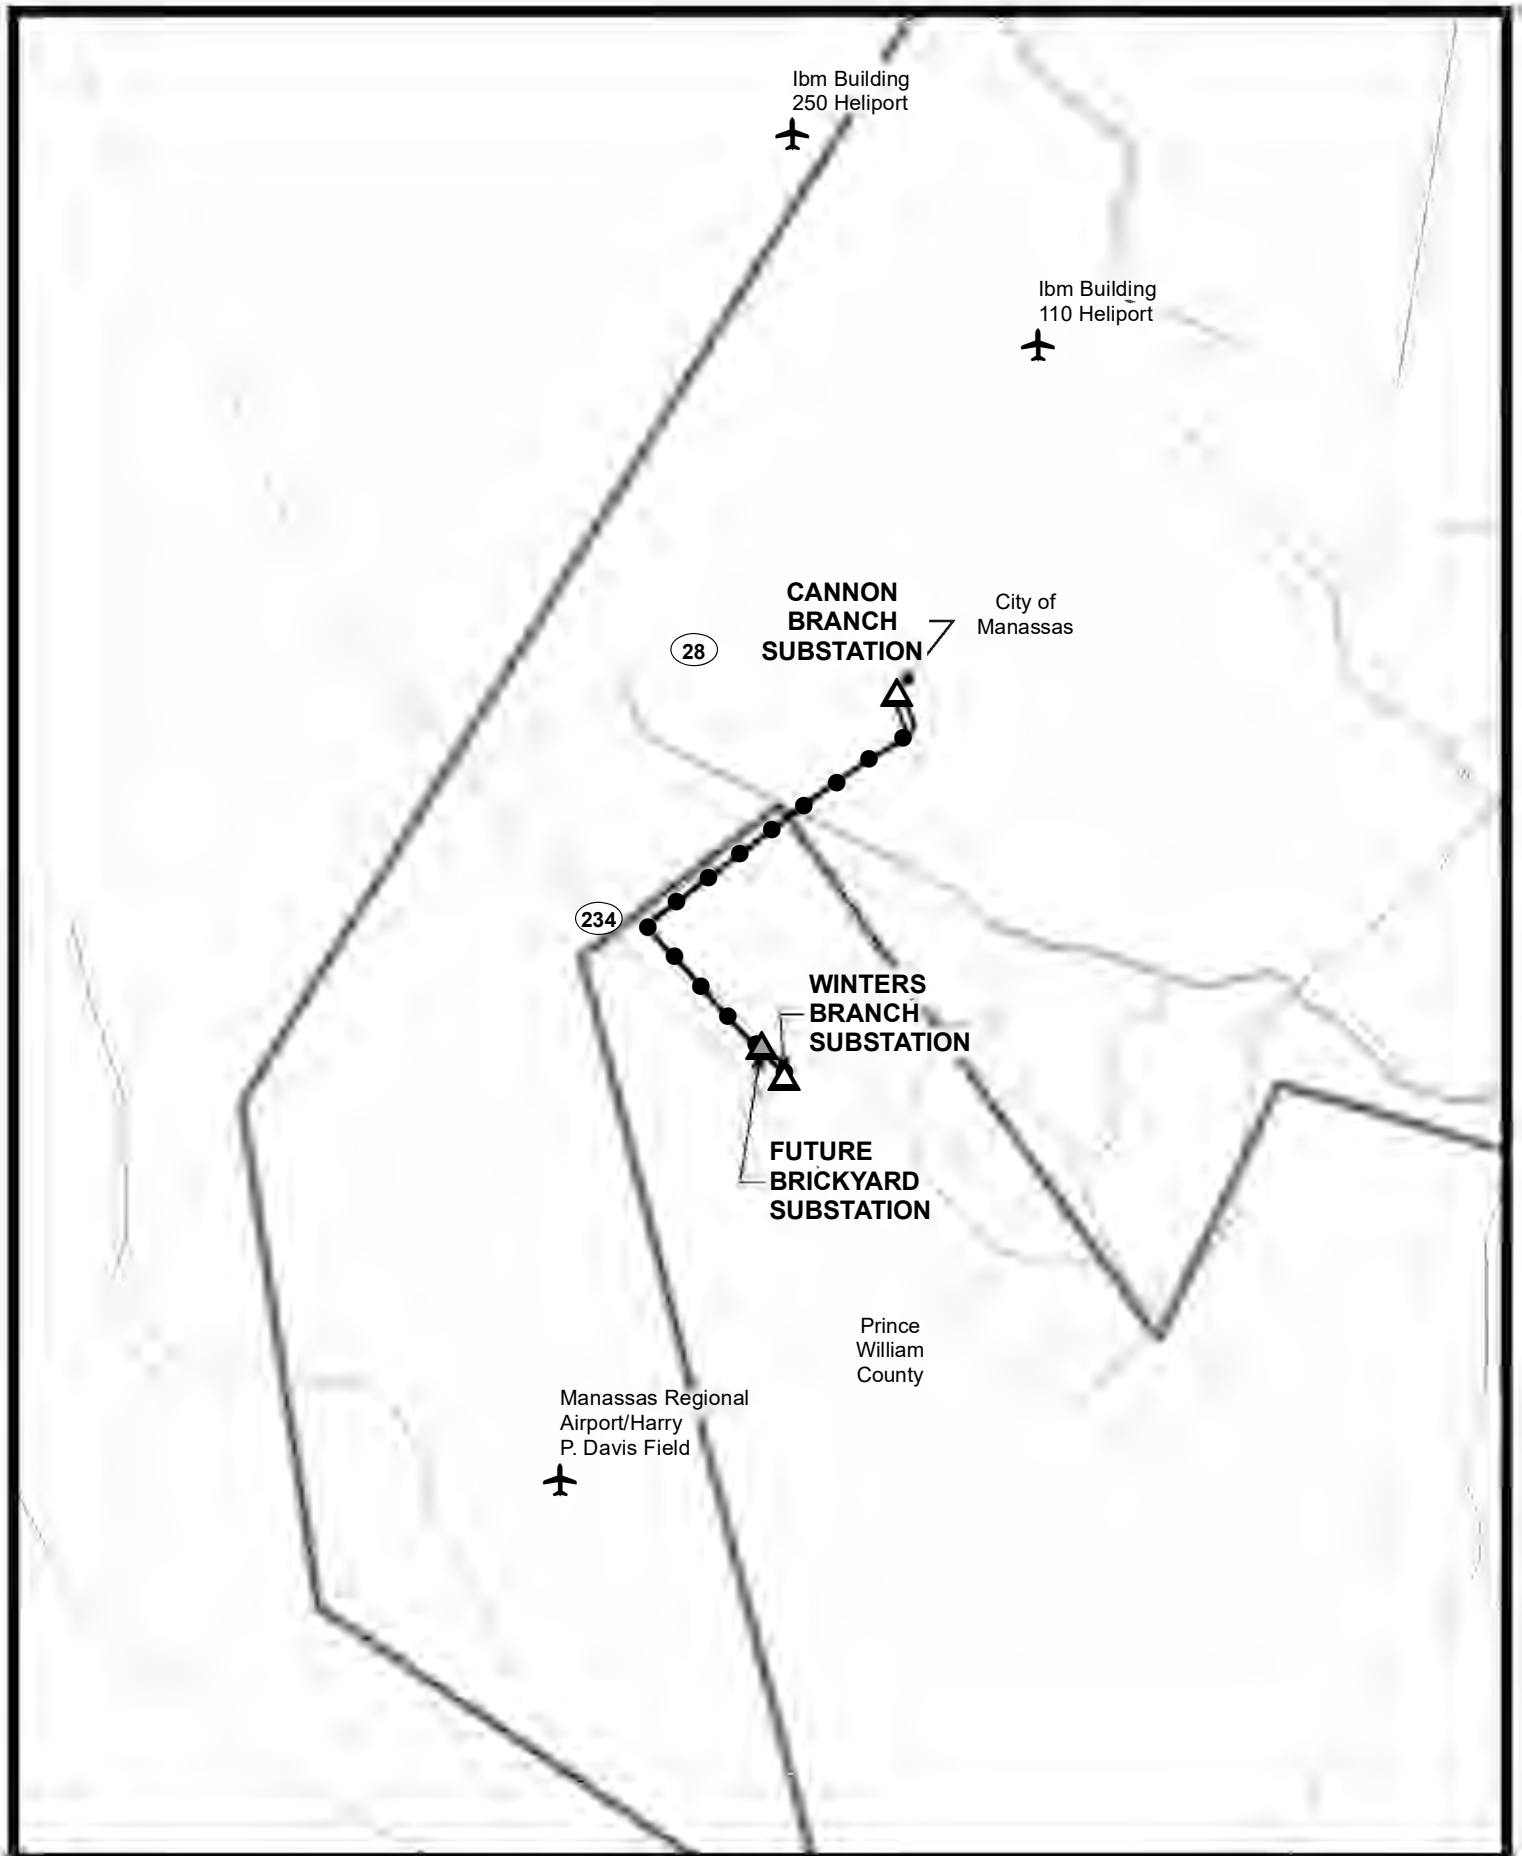 Ibm Building
250 Heliport
Ibm Building
110 Heliport
CANNON
BRANCH
SUBSTATION
City of
Manassas
28
234
WINTERS
BRANCH
SUBSTATION
FUTURE
BRICKYARD
SUBSTATION
Prince
William
County
Manassas Regional
Airport/Harry
P. Davis Field